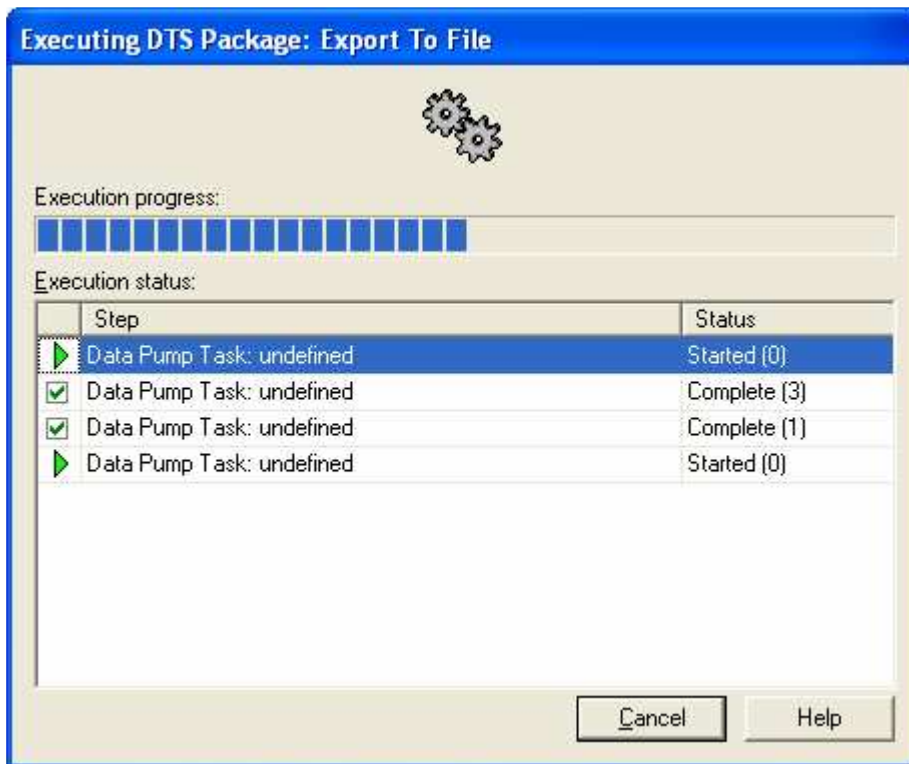 Executing DTS Package: Export To File
Execution progress:
Execution status:
Step Status
Data Pump Task: undefined Started (0)
Data Pump Task: undefined Complete (3)
Data Pump Task: undefined Complete (1)
Data Pump Task: undefined Started (0)
Cancel Help